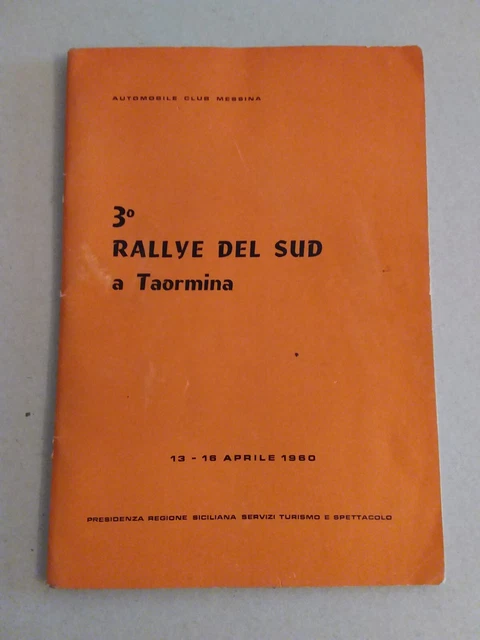 AUTOMOBILE CLUB MESSINA
3º
RALLYE DEL SUD
a Taormina
13 - 16 APRILE 1960
PRESIDENZA REGIONE SICILIANA SERVIZI TURISMO E SPETTACOLO